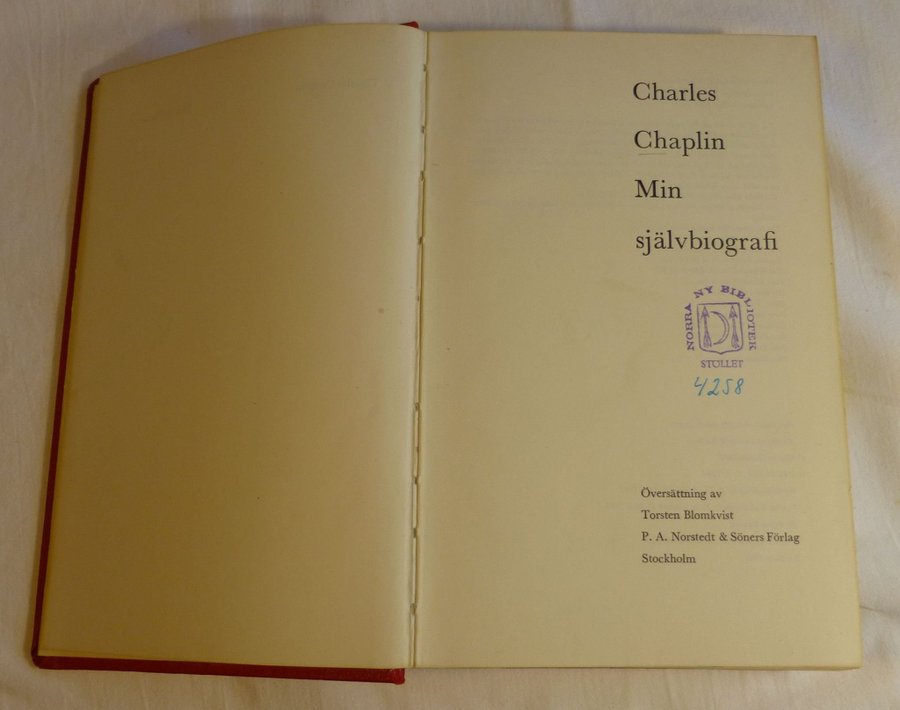 Charles
Chaplin
Min
självbiografi
NORRA NY BIBLIOTEK
STÖLLET
4258
Översättning av
Torsten Blomkvist
P. A. Norstedt & Söners Förlag
Stockholm